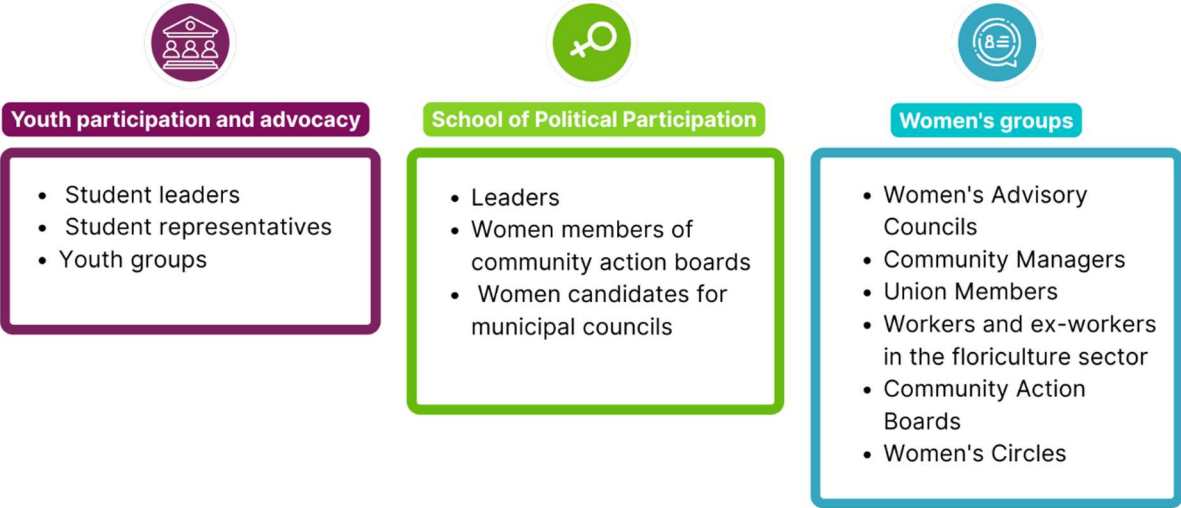 Youth participation and advocacy
• Student leaders
• Student representatives
• Youth groups
School of Political Participation
• Leaders
• Women members of
community action boards
• Women candidates for
municipal councils
Women's groups
• Women's Advisory
Councils
• Community Managers
• Union Members
• Workers and ex-workers
in the floriculture sector
• Community Action
Boards
• Women's Circles